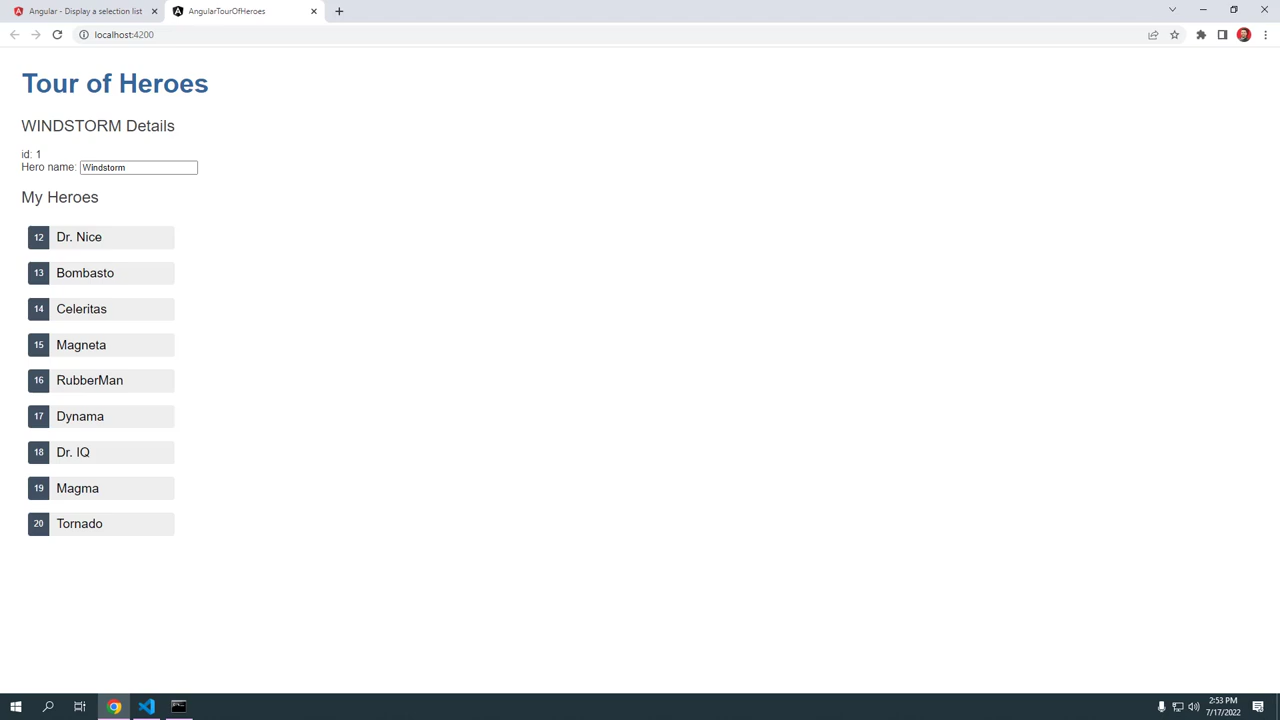 Angular - Display a selection list
AngularTourOfHeroes
localhost:4200
Tour of Heroes
WINDSTORM Details
id: 1
Hero name: Windstorm
My Heroes
12 Dr. Nice
13 Bombasto
14 Celeritas
15 Magneta
16 RubberMan
17 Dynama
18 Dr. IQ
19 Magma
20 Tornado
2:53 PM
7/17/2022